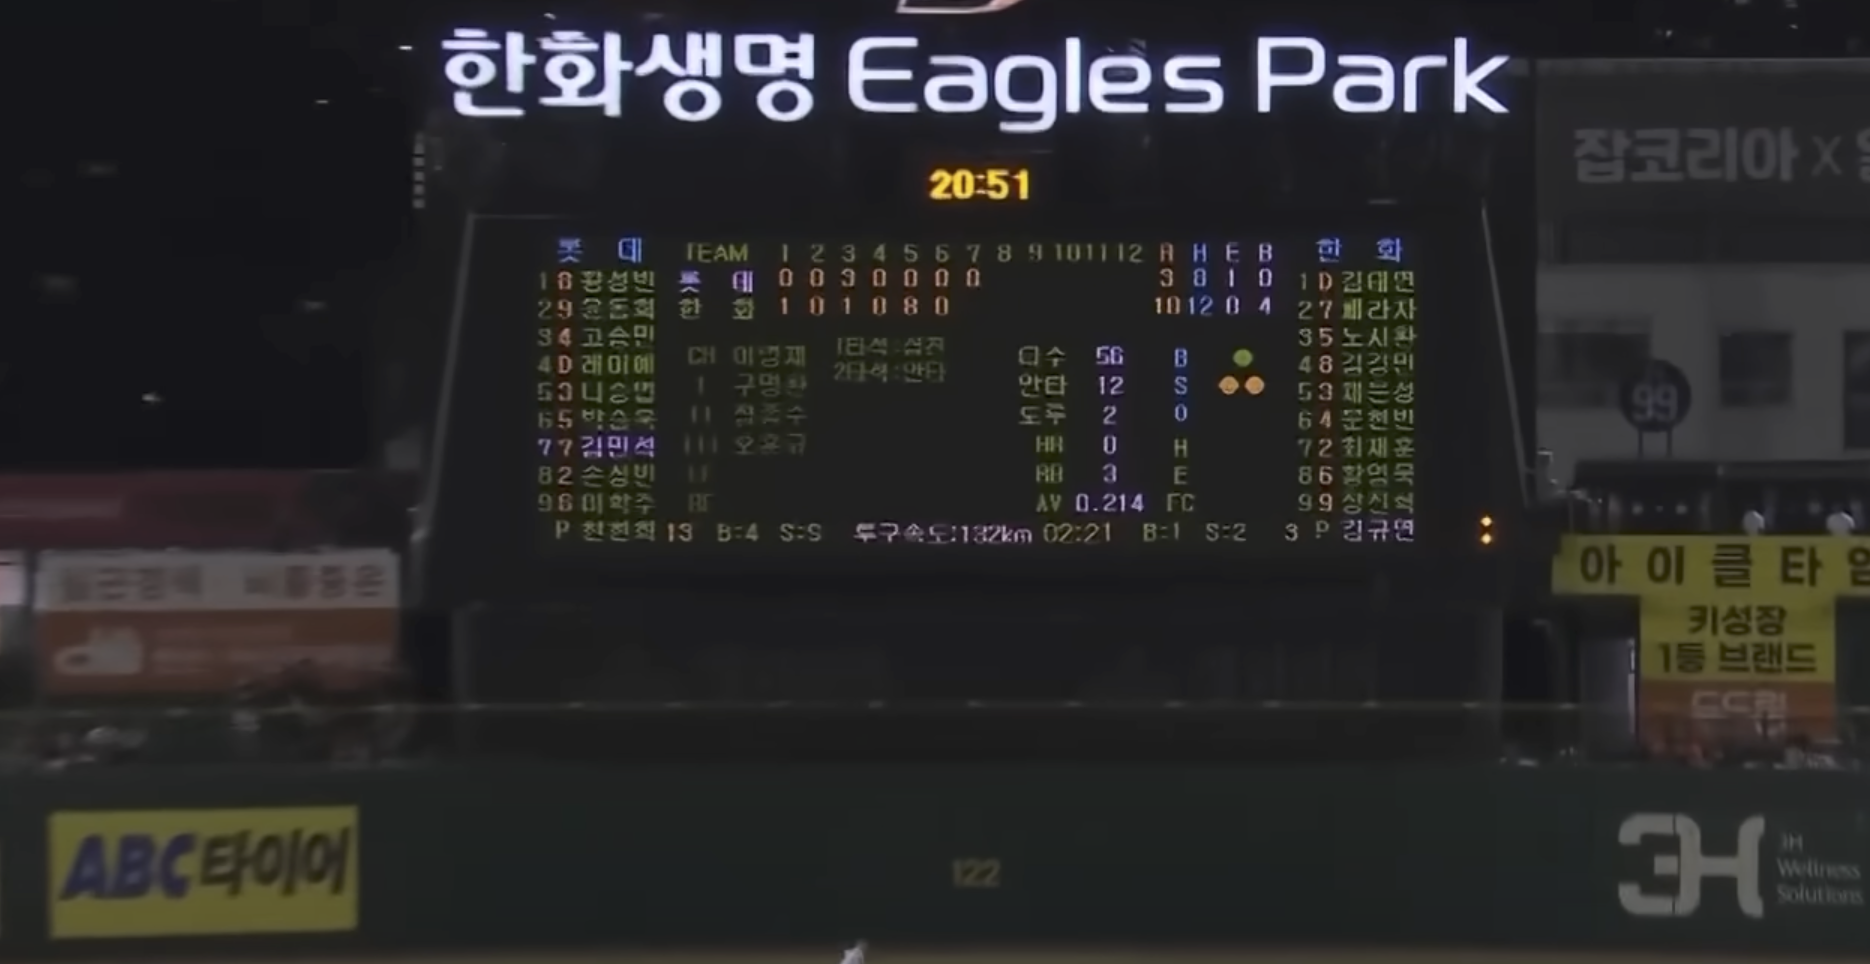 한화생명 Eagles Park
잡코리아 X
20:51
롯 데 TEAM 1 2 3 4 5 6 7 8 9 10 11 12 R H E B 한 화
1 8 황성빈 롯 데 0 0 3 0 0 0 0 3 8 1 0 1 D 김태연
2 9 윤동희 한 화 1 0 1 0 8 0 10 12 0 4 2 7 페라자
3 4 고승민 3 5 노시환
1타석:삼진
4 D 레이예 CH 이영재 2타석:안타 타수 56 B 4 8 김강민
5 3 나승엽 I 구명환 안타 12 S 5 3 채은성
6 5 박승욱 II 도루 2 O 6 4 문현빈
7 7 김민석 III 오훈규 HR 0 H 7 2 최재훈
8 2 손성빈 LF BB 3 E 8 6 황영묵
9 6 이학주 RF AV 0.214 FC 9 9 장진혁
P 현현희 13 B:4 S:9 투구속도:132km 02:21 B:1 S:2 3 P 김규연
99
아이클타임
키성장
1등 브랜드
ABC타이어
122
3H
3H
Wellness
Solutions